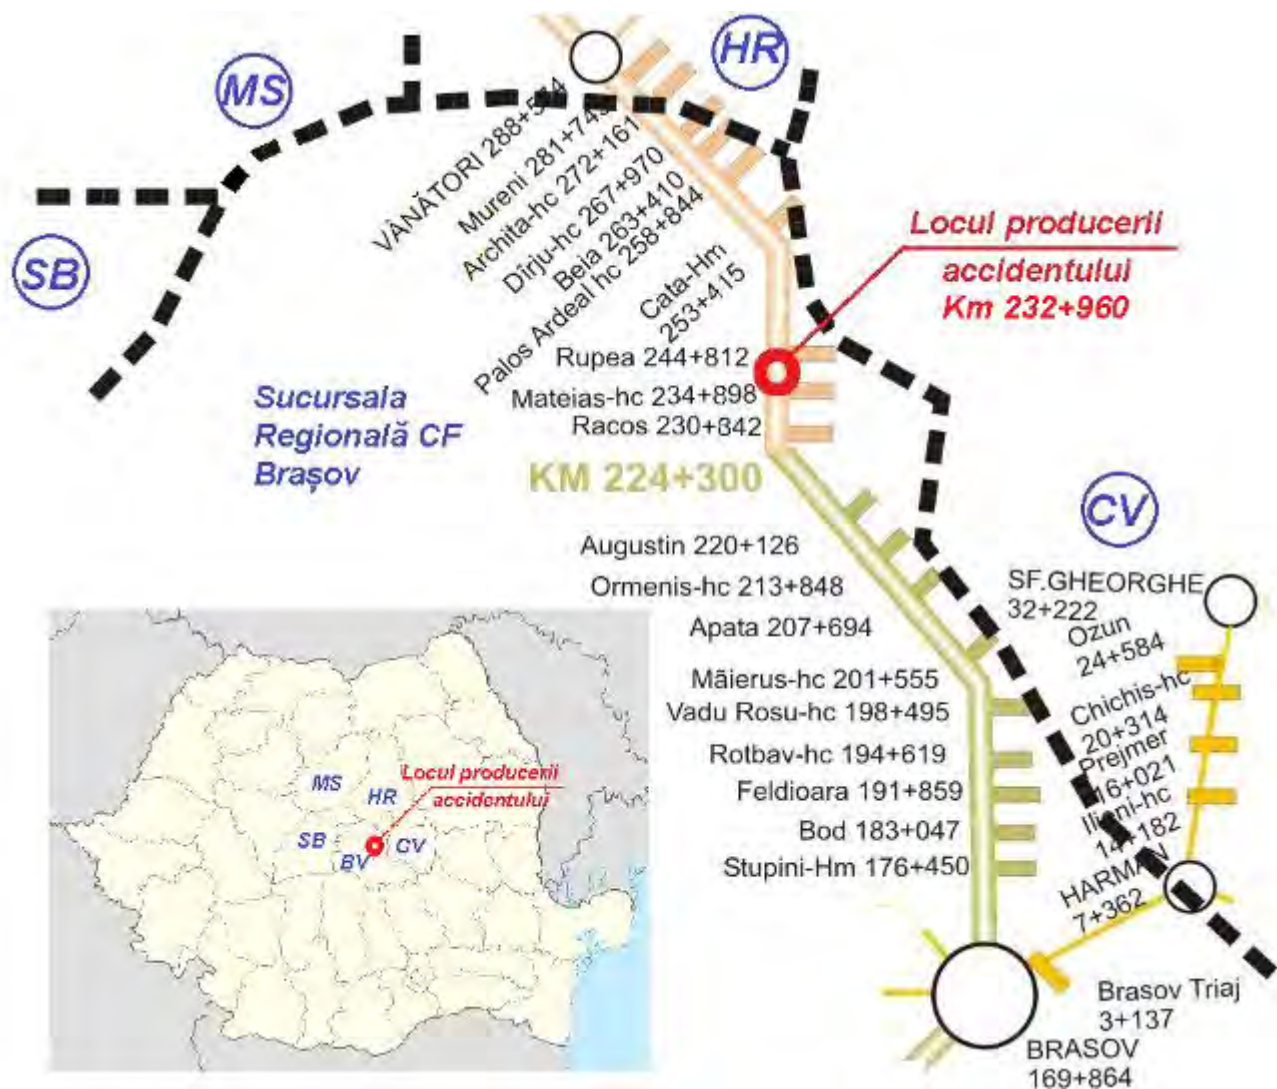 MS
HR
SB
VÂNĂTORI 288+5
Mureni 281+74
Archita-hc 272+161
Dîrju-hc 267+970
Beia 263+410
Palos Ardeal hc 258+844
Cata-Hm
253+415
Locul producerii
accidentului
Km 232+960
Rupea 244+812
Mateias-hc 234+898
Racos 230+842
Sucursala
Regională CF
Brașov
KM 224+300
CV
Augustin 220+126
Ormenis-hc 213+848
Apata 207+694
Măierus-hc 201+555
Vadu Rosu-hc 198+495
Rotbav-hc 194+619
Feldioara 191+859
Bod 183+047
Stupini-Hm 176+450
SF.GHEORGHE
32+222
Ozun
24+584
Chichis-hc
20+314
Prejmer
16+021
Ilieni-hc
14+182
HARMAN
7+362
Brasov Triaj
3+137
BRASOV
169+864
Locul producerii
accidentului
MS
HR
SB
BV
CV